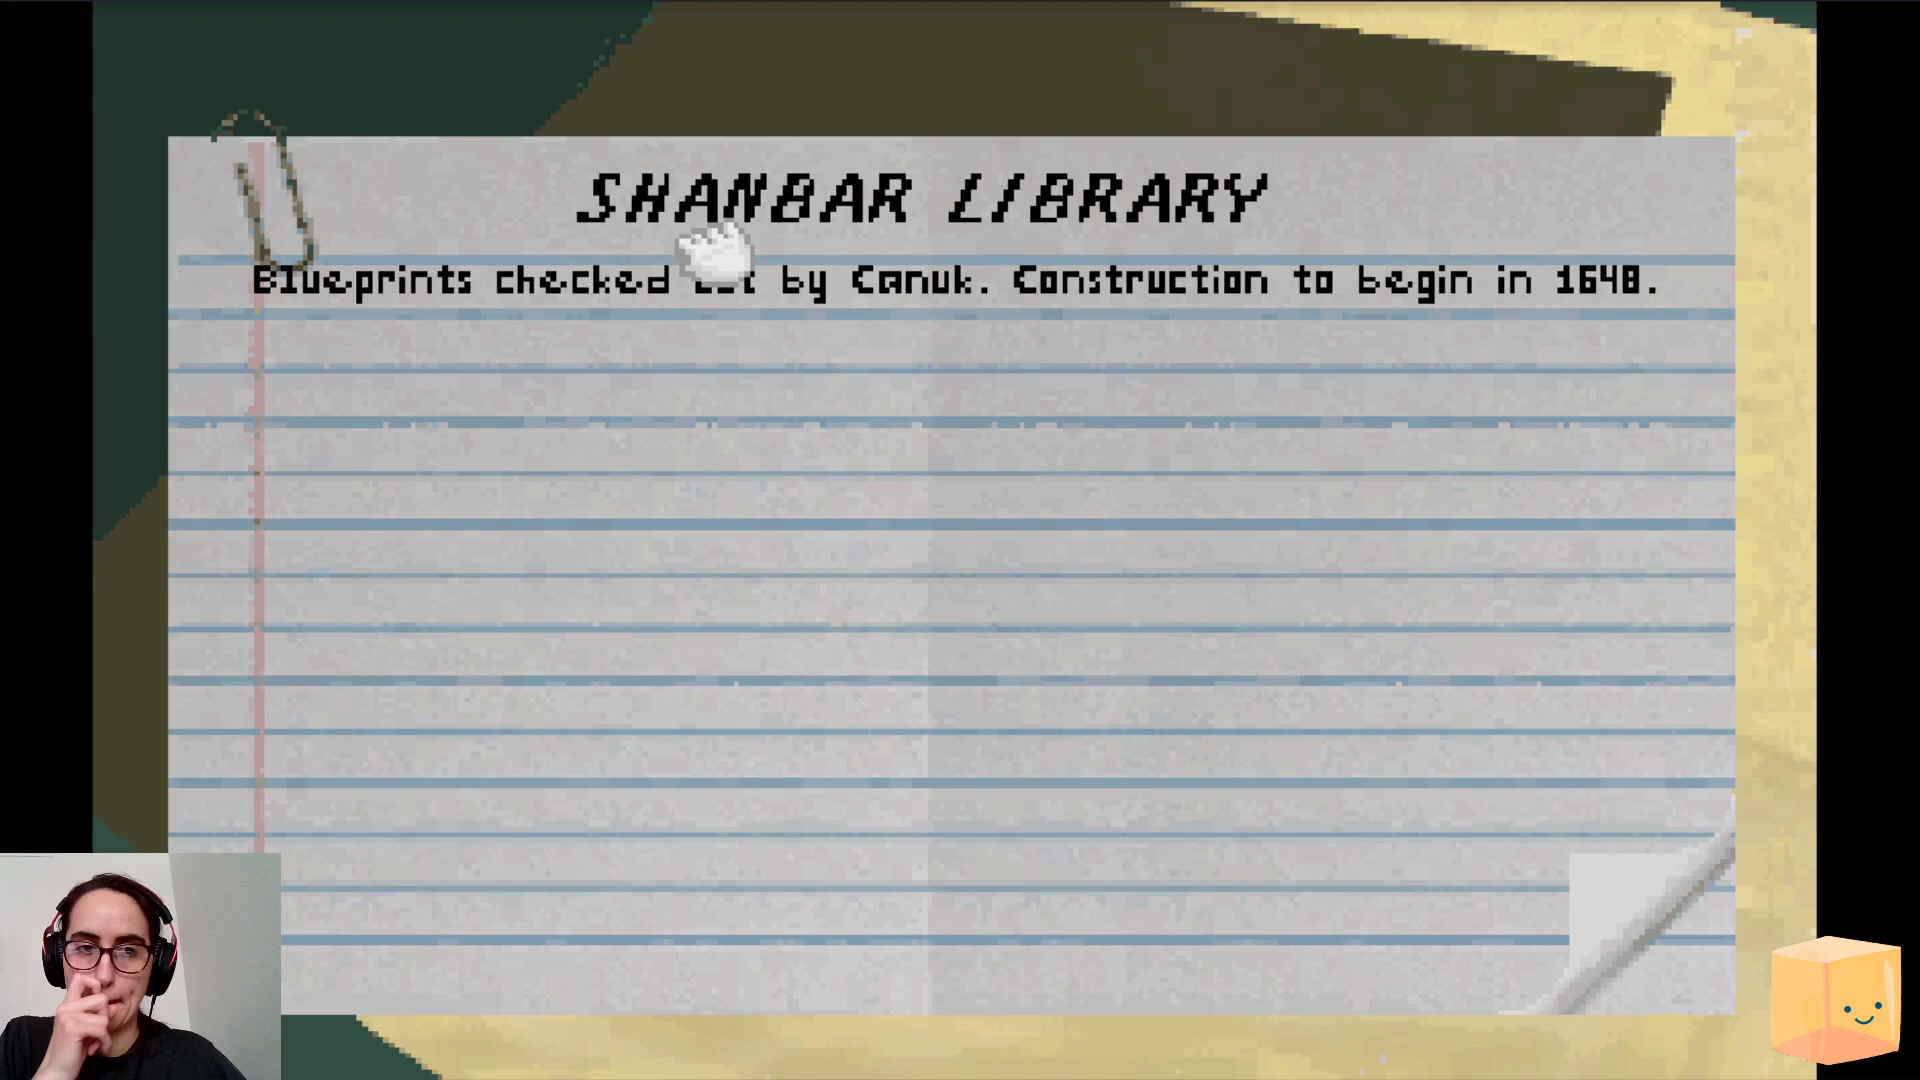 SHANBAR LIBRARY
Blueprints checked by Canuk. Construction to begin in 1648.